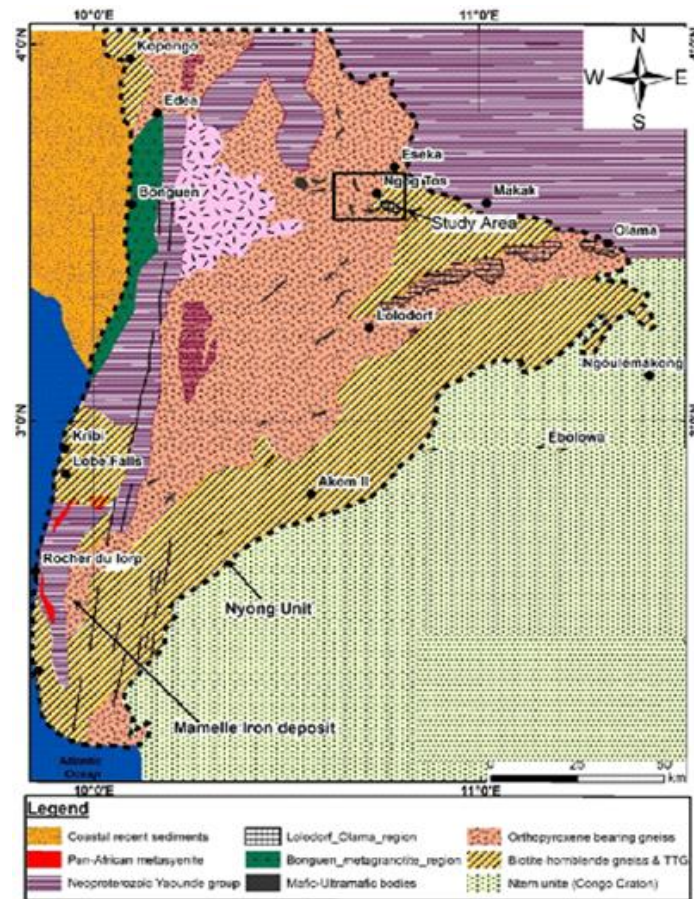 10°0'E
11°0'E
4°0'N
N
W
E
S
Kopongo
Edea
Eseka
Ngog Tos
Makak
Bonguen
Study Area
Olama
Lolodorf
Ngoulemakong
3°0'N
Kribi
Lobe Falls
Ebolowa
Akom II
Rocher du lorp
Nyong Unit
Mamelle Iron deposit
Atlantic
Ocean
0 25 50
km
10°0'E
11°0'E
Legend
Coastal recent sediments
Lolodorf_Olama_region
Orthopyroxene bearing gneiss
Pan-African metasyenite
Bonguen_metagranotite_region
Biotite hornblende gneiss & TTG
Neoproterozoic Yaounde group
Mafic-Ultramafic bodies
Ntem unite (Congo Craton)